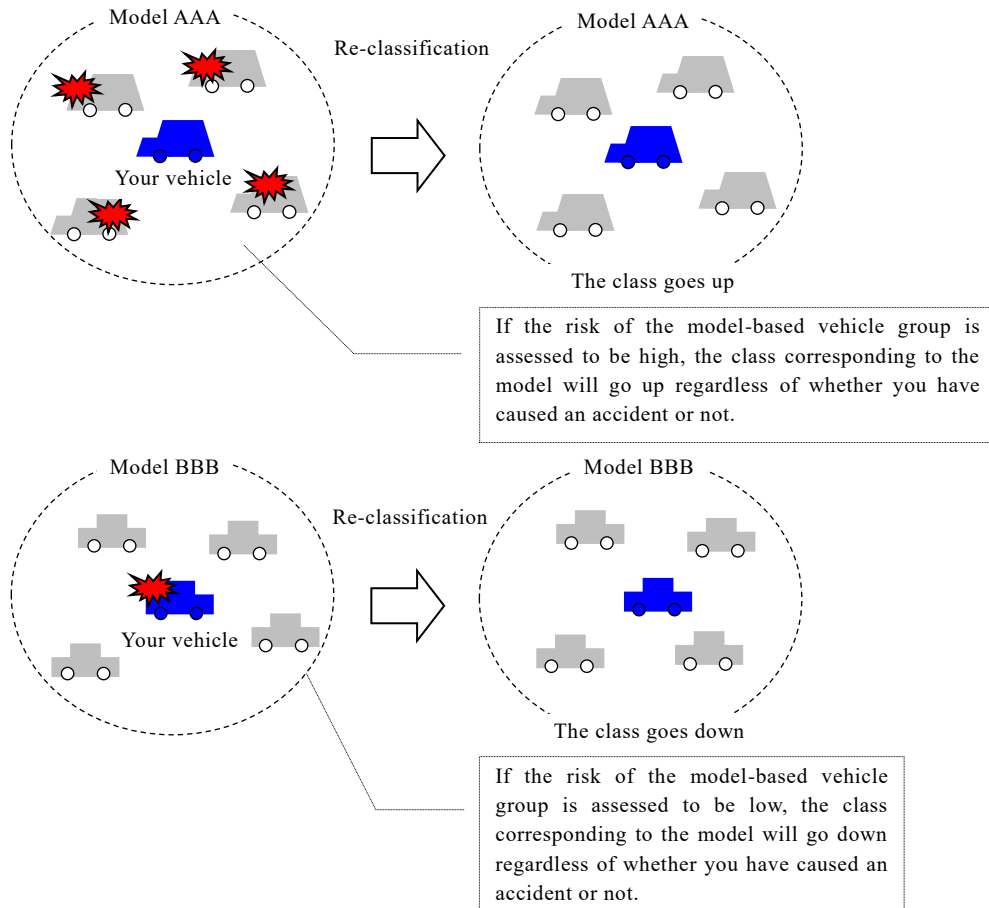 Model AAA
Re-classification
Model AAA
Your vehicle
The class goes up
If the risk of the model-based vehicle group is
assessed to be high, the class corresponding to the
model will go up regardless of whether you have
caused an accident or not.
Model BBB
Re-classification
Model BBB
Your vehicle
The class goes down
If the risk of the model-based vehicle
group is assessed to be low, the class
corresponding to the model will go down
regardless of whether you have caused an
accident or not.